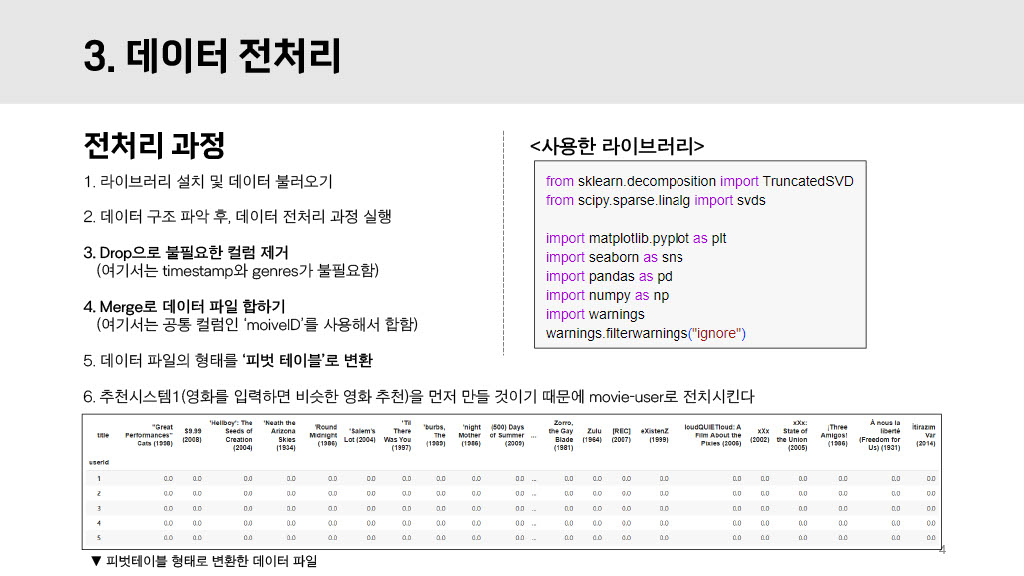 3. 데이터 전처리
전처리 과정
1. 라이브러리 설치 및 데이터 불러오기
2. 데이터 구조 파악 후, 데이터 전처리 과정 실행
3. Drop으로 불필요한 컬럼 제거
(여기서는 timestamp와 genres가 불필요함)
4. Merge로 데이터 파일 합하기
(여기서는 공통 컬럼인 ‘moiveID’를 사용해서 합함)
5. 데이터 파일의 형태를 ‘피벗 테이블’로 변환
6. 추천시스템1(영화를 입력하면 비슷한 영화 추천)을 먼저 만들 것이기 때문에 movie-user로 전치시킨다
<사용한 라이브러리>
from sklearn.decomposition import TruncatedSVD
from scipy.sparse.linalg import svds
import matplotlib.pyplot as plt
import seaborn as sns
import pandas as pd
import numpy as np
import warnings
warnings.filterwarnings("ignore")
title "Great Performances" Cats (1998) $9.99 (2008) 'Hellboy': The Seeds of Creation (2004) 'Neath the Arizona Skies (1934) 'Round Midnight (1986) 'Salem's Lot (2004) 'Til There Was You (1997) 'burbs, The (1989) 'night Mother (1986) (500) Days of Summer (2009) ... Zorro, the Gay Blade (1981) Zulu (1964) [REC] (2007) eXistenZ (1999) loudQUIETloud: A Film About the Pixies (2006) xXx (2002) xXx: State of the Union (2005) ¡Three Amigos! (1986) À nous la liberté (Freedom for Us) (1931) İtirazım Var (2014)
userId
1 0.0 0.0 0.0 0.0 0.0 0.0 0.0 0.0 0.0 0.0 ... 0.0 0.0 0.0 0.0 0.0 0.0 0.0 0.0 0.0 0.0
2 0.0 0.0 0.0 0.0 0.0 0.0 0.0 0.0 0.0 0.0 ... 0.0 0.0 0.0 0.0 0.0 0.0 0.0 0.0 0.0 0.0
3 0.0 0.0 0.0 0.0 0.0 0.0 0.0 0.0 0.0 0.0 ... 0.0 0.0 0.0 0.0 0.0 0.0 0.0 0.0 0.0 0.0
4 0.0 0.0 0.0 0.0 0.0 0.0 0.0 0.0 0.0 0.0 ... 0.0 0.0 0.0 0.0 0.0 0.0 0.0 0.0 0.0 0.0
5 0.0 0.0 0.0 0.0 0.0 0.0 0.0 0.0 0.0 0.0 ... 0.0 0.0 0.0 0.0 0.0 0.0 0.0 0.0 0.0 0.0
4
▼ 피벗테이블 형태로 변환한 데이터 파일